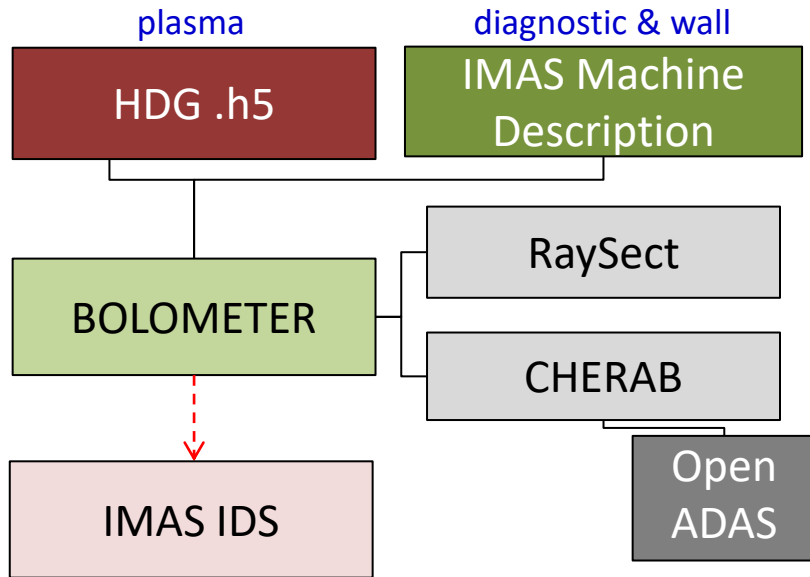 plasma
diagnostic & wall
HDG .h5
IMAS Machine
Description
RaySect
BOLOMETER
CHERAB
Open
ADAS
IMAS IDS